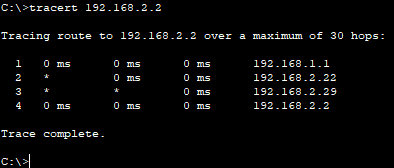 C:\>tracert 192.168.2.2
Tracing route to 192.168.2.2 over a maximum of 30 hops:
1 0 ms 0 ms 0 ms 192.168.1.1
2 * 0 ms 0 ms 192.168.2.22
3 * * 0 ms 192.168.2.29
4 0 ms 0 ms 0 ms 192.168.2.2
Trace complete.
C:\>